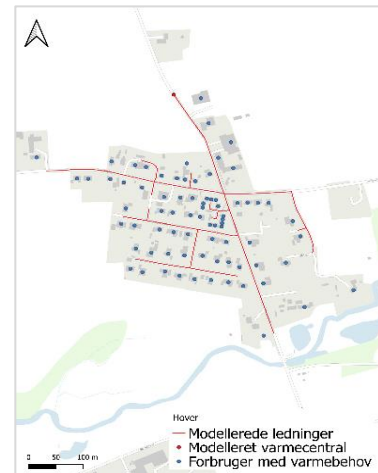 Hover
Modellerede ledninger
Modelleret varmecentral
Forbruger med varmebehov
0 50 100 m